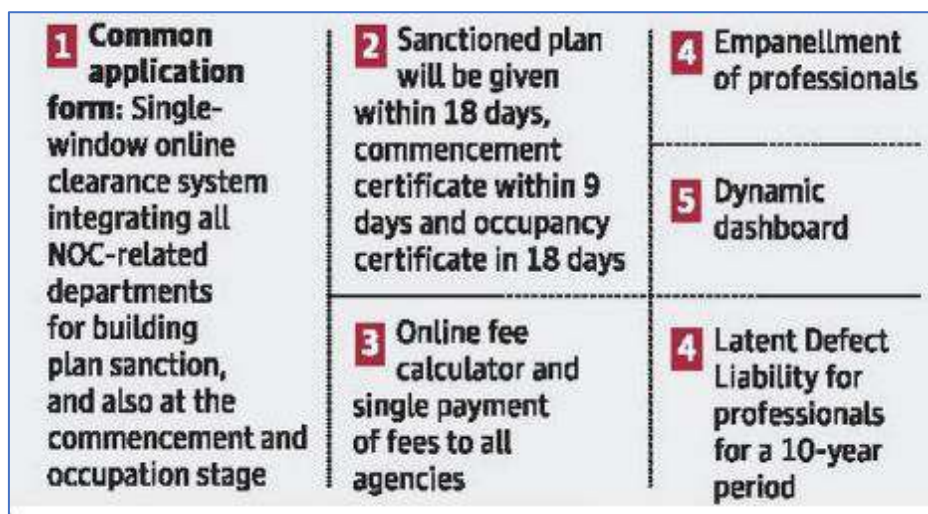 1 Common
application
form: Single-
window online
clearance system
integrating all
NOC-related
departments
for building
plan sanction,
and also at the
commencement and
occupation stage
2 Sanctioned plan
will be given
within 18 days,
commencement
certificate within 9
days and occupancy
certificate in 18 days
3 Online fee
calculator and
single payment
of fees to all
agencies
4 Empanellment
of professionals
5 Dynamic
dashboard
4 Latent Defect
Liability for
professionals
for a 10-year
period